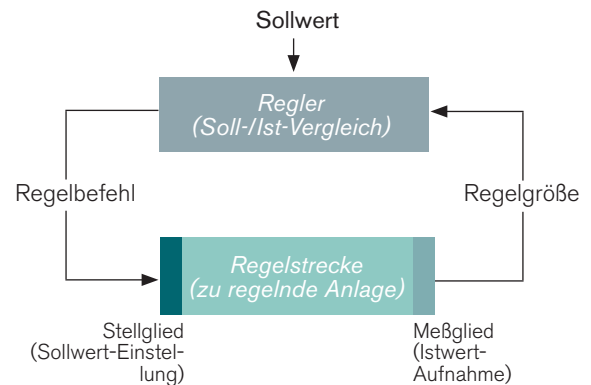 Sollwert
Regler
(Soll-/Ist-Vergleich)
Regelbefehl
Regelgröße
Regelstrecke
(zu regelnde Anlage)
Stellglied
(Sollwert-Einstel-
lung)
Meßglied
(Istwert-
Aufnahme)